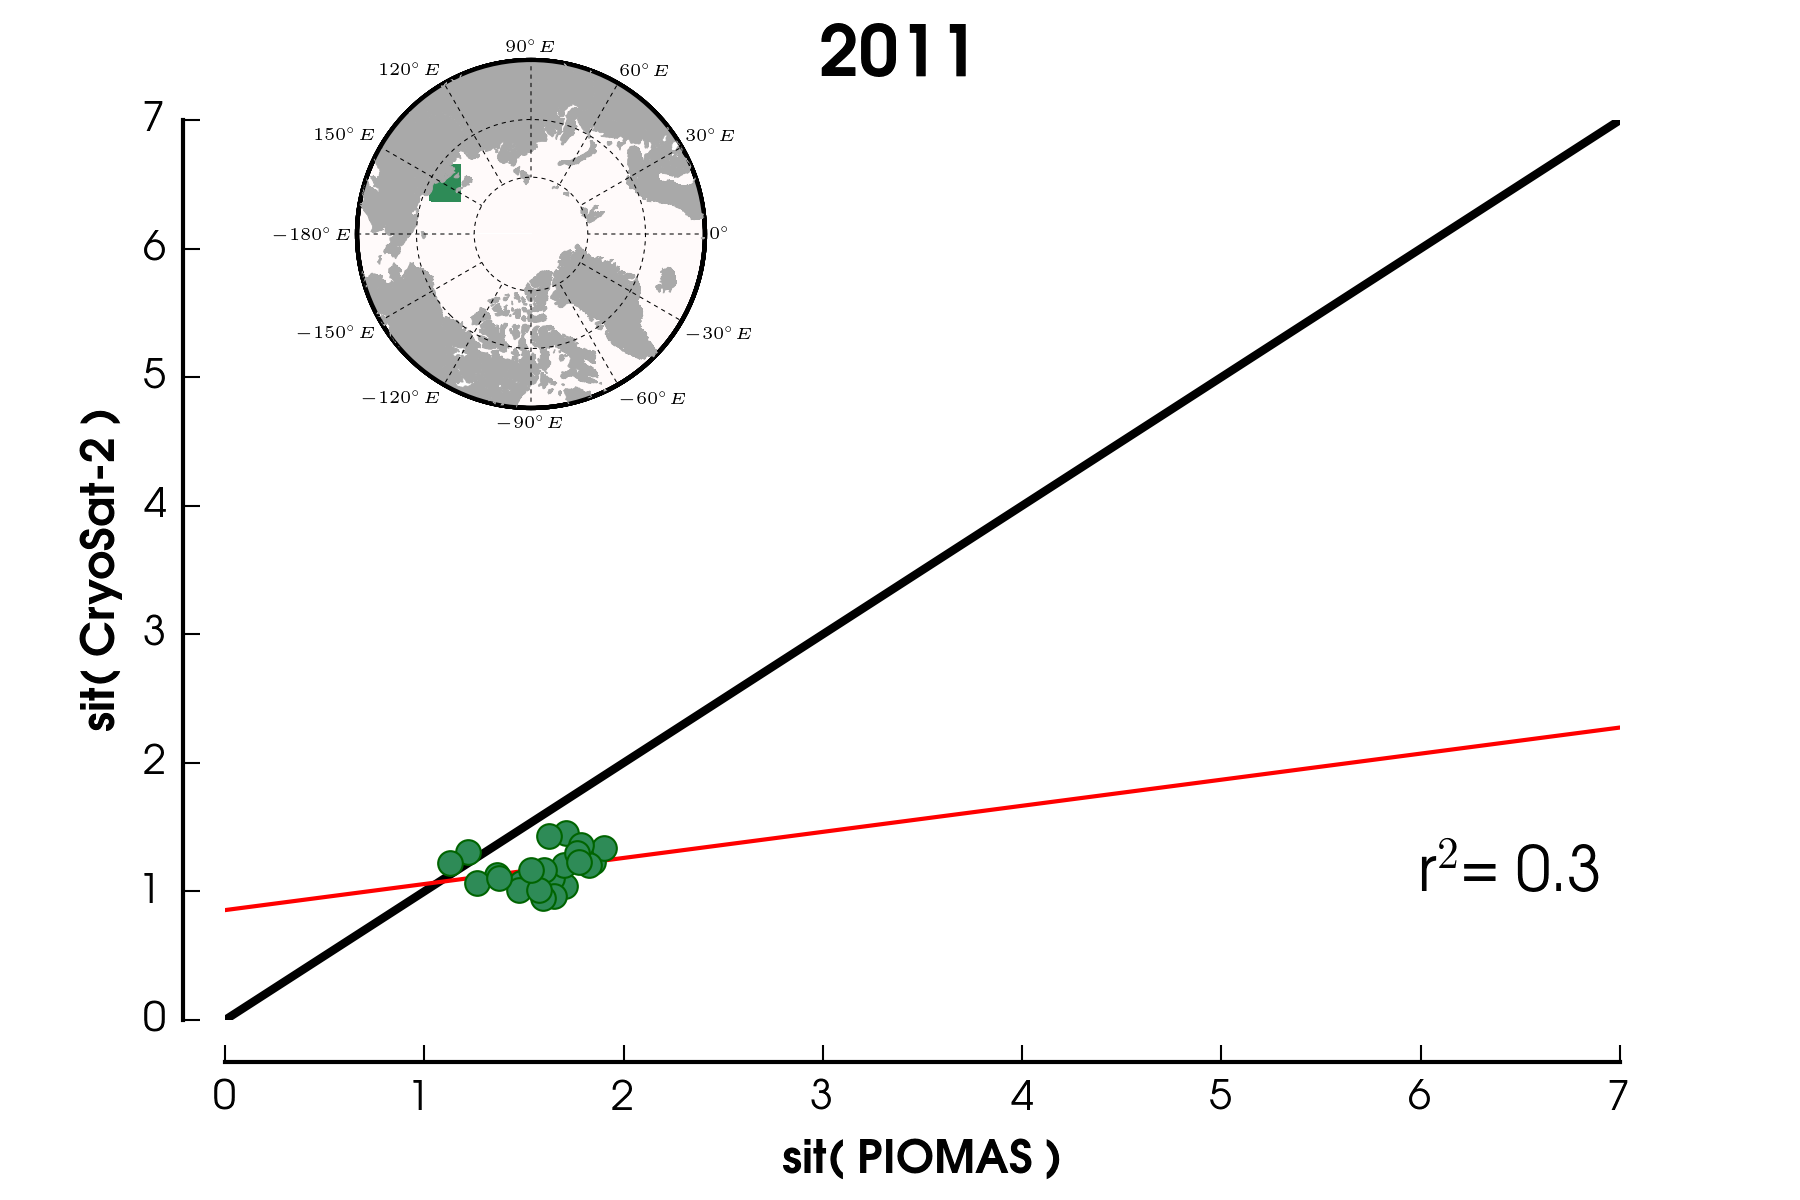 2011
90° E
120° E
60° E
150° E
30° E
−180° E
0°
−150° E
−30° E
−120° E
−60° E
−90° E
7
6
5
4
3
2
1
0
sit( CryoSat-2 )
r²= 0.3
0 1 2 3 4 5 6 7
sit( PIOMAS )